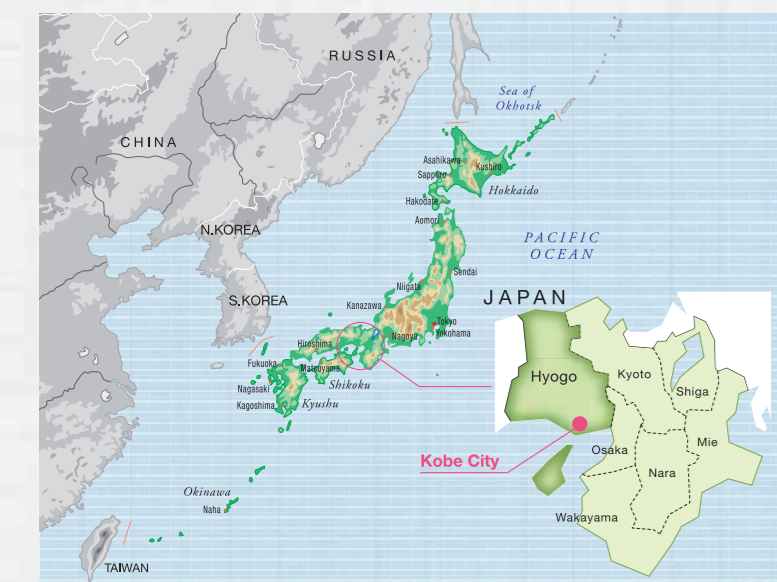 RUSSIA
Sea of
Okhotsk
CHINA
Asahikawa
Kushiro
Sapporo
Hokkaido
Hakodate
Aomori
N.KOREA
PACIFIC
OCEAN
Sendai
Niigata
S.KOREA
JAPAN
Kanazawa
Tokyo
Yokohama
Nagoya
Hiroshima
Fukuoka
Matsuyama
Shikoku
Nagasaki
Kagoshima
Kyushu
Hyogo
Kyoto
Shiga
Mie
Osaka
Kobe City
Nara
Okinawa
Naha
Wakayama
TAIWAN